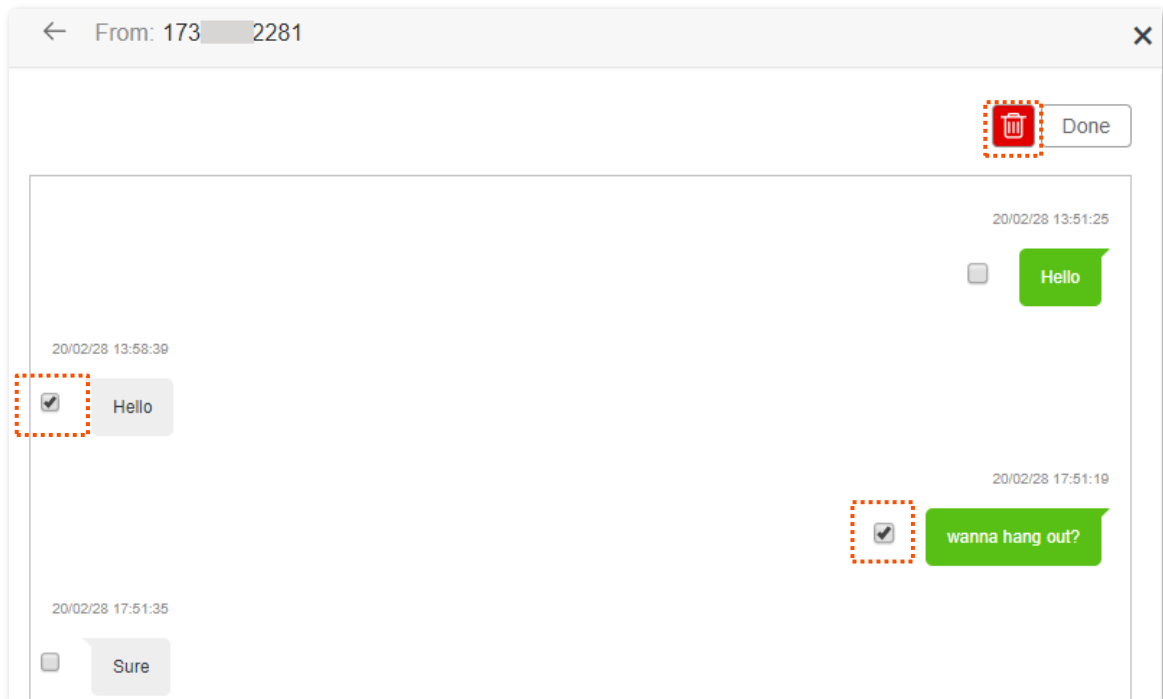 From: 173 2281
Done
20/02/28 13:51:25
Hello
20/02/28 13:58:39
Hello
20/02/28 17:51:19
wanna hang out?
20/02/28 17:51:35
Sure